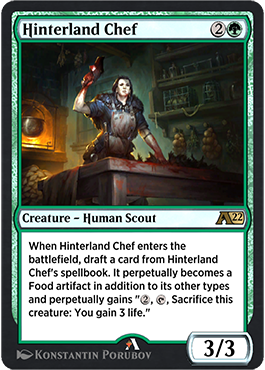 Hinterland Chef 2
Creature – Human Scout A22
When Hinterland Chef enters the
battlefield, draft a card from Hinterland
Chef's spellbook. It perpetually becomes a
Food artifact in addition to its other types
and perpetually gains "2, , Sacrifice this
creature: You gain 3 life."
3/3
Konstantin Porubov